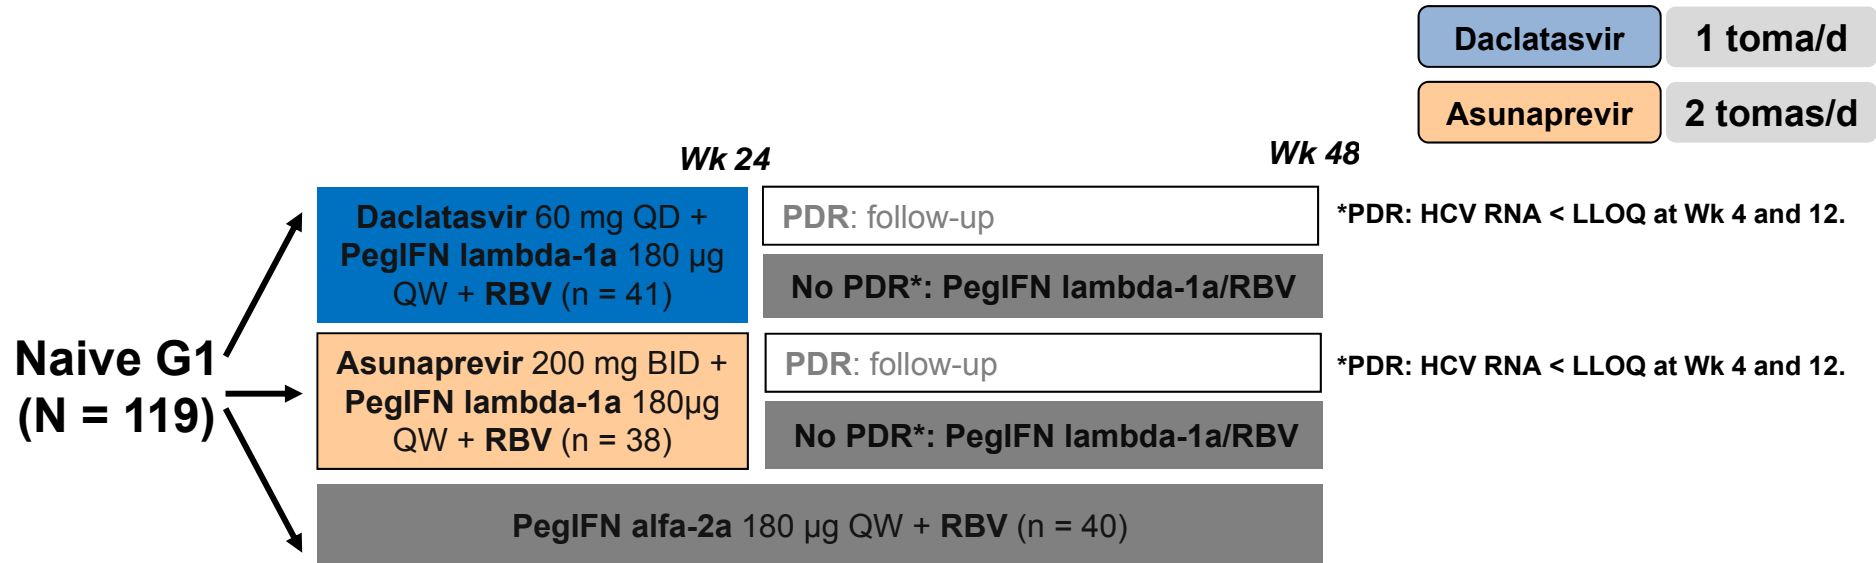 Daclatasvir 1 toma/d
Asunaprevir 2 tomas/d
Wk 24
Wk 48
Naive G1
(N = 119)
Daclatasvir 60 mg QD +
PegIFN lambda-1a 180 µg
QW + RBV (n = 41)
PDR: follow-up
No PDR*: PegIFN lambda-1a/RBV
*PDR: HCV RNA < LLOQ at Wk 4 and 12.
Asunaprevir 200 mg BID +
PegIFN lambda-1a 180µg
QW + RBV (n = 38)
PDR: follow-up
No PDR*: PegIFN lambda-1a/RBV
*PDR: HCV RNA < LLOQ at Wk 4 and 12.
PegIFN alfa-2a 180 µg QW + RBV (n = 40)